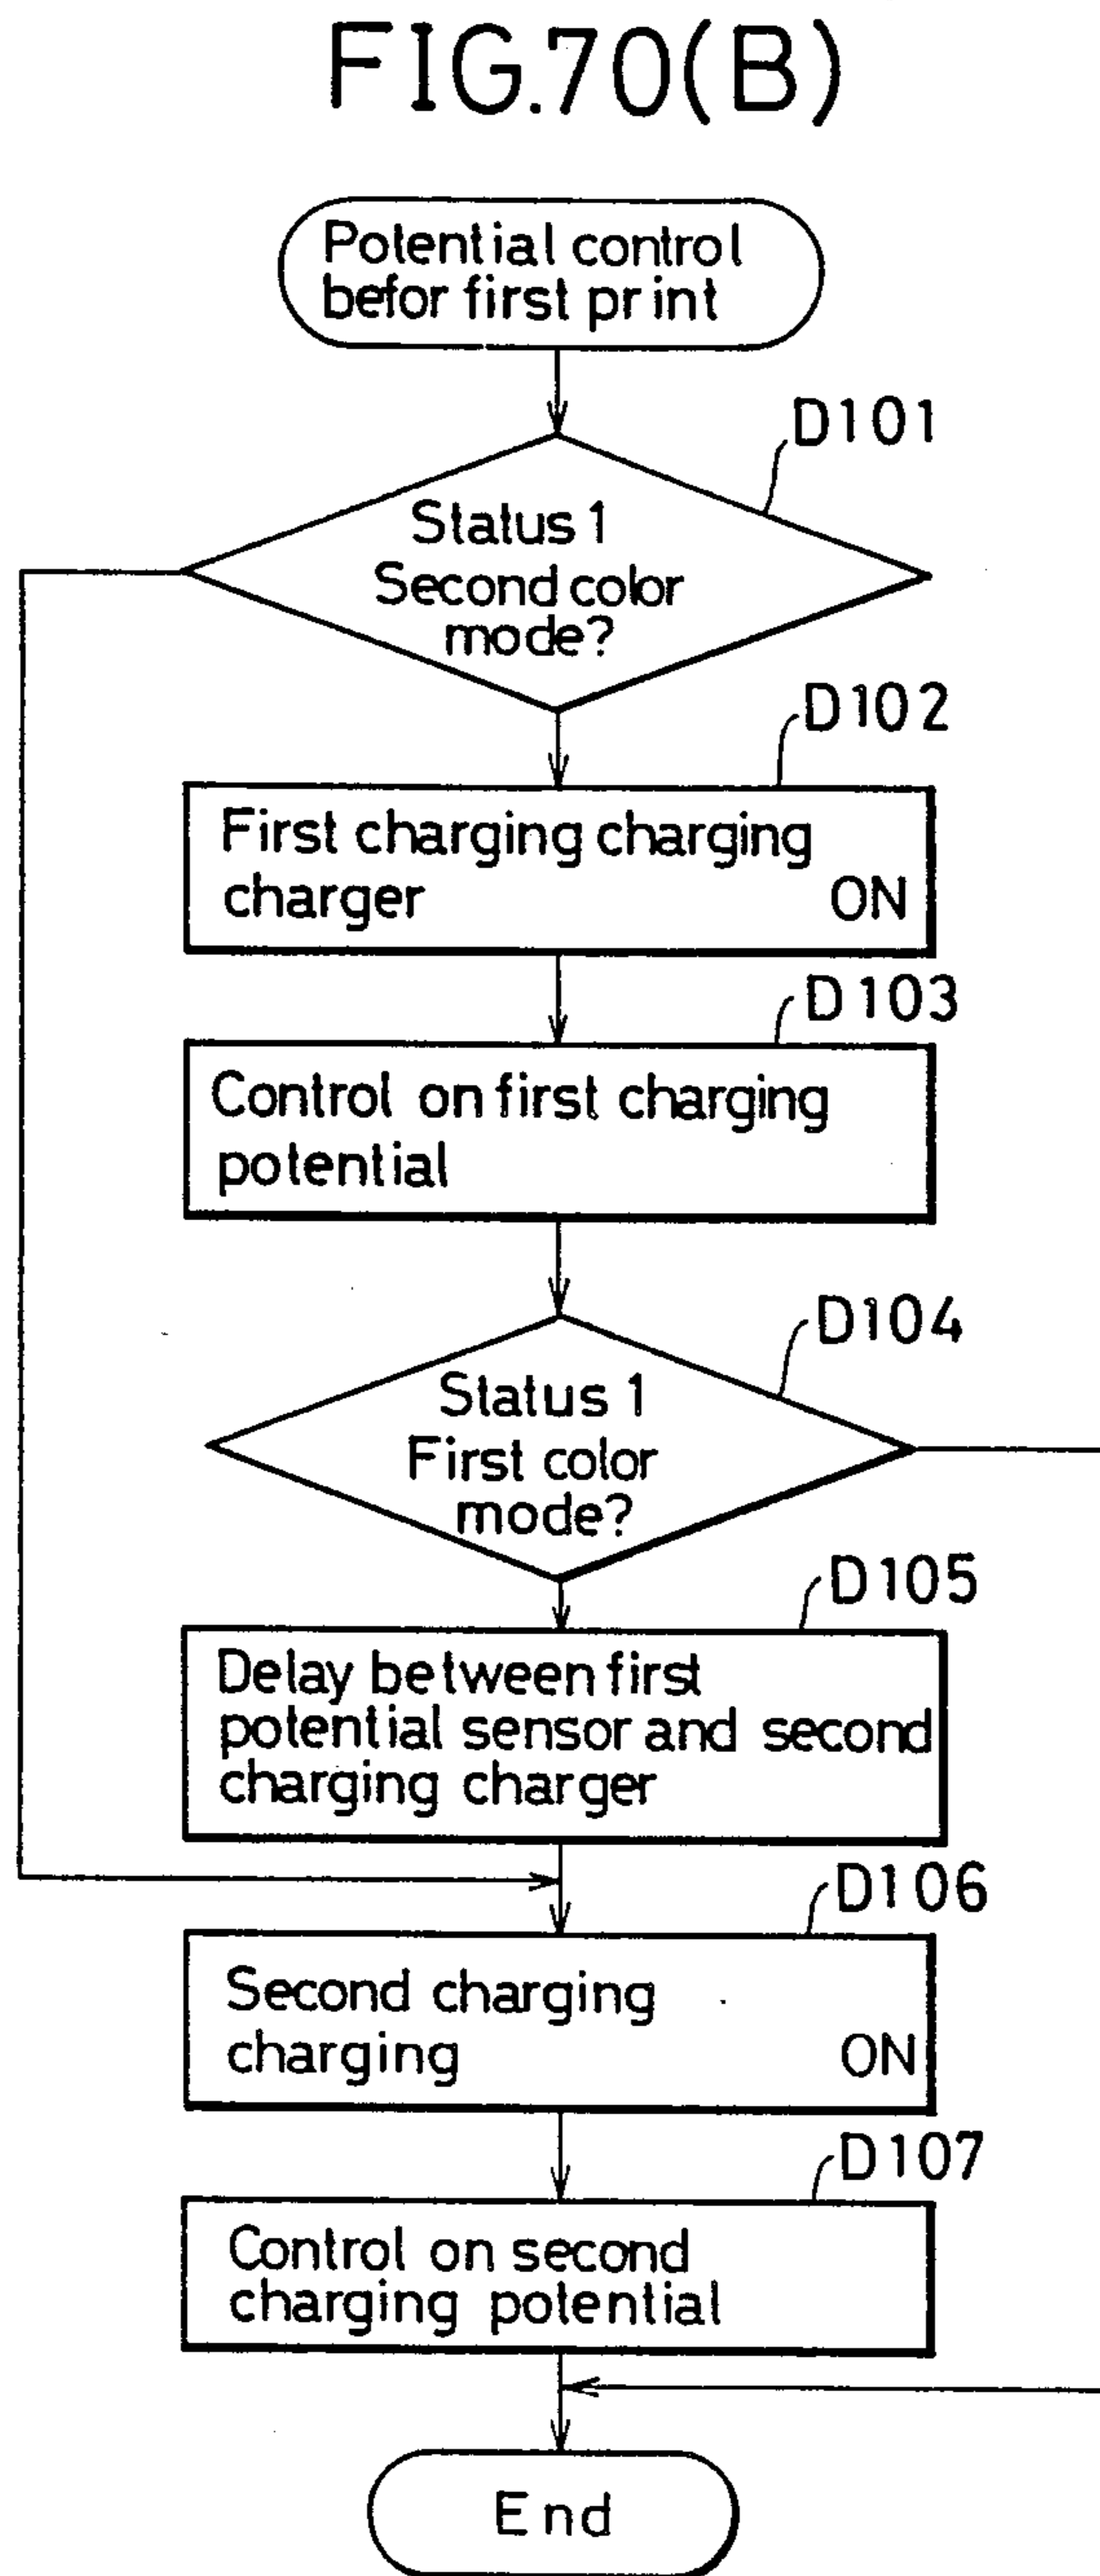 FIG.70(B)
Potential control
befor first print
D101
Status 1
Second color
mode?
D102
First charging charging
charger ON
D103
Control on first charging
potential
D104
Status 1
First color
mode?
D105
Delay between first
potential sensor and second
charging charger
D106
Second charging
charging ON
D107
Control on second
charging potential
End